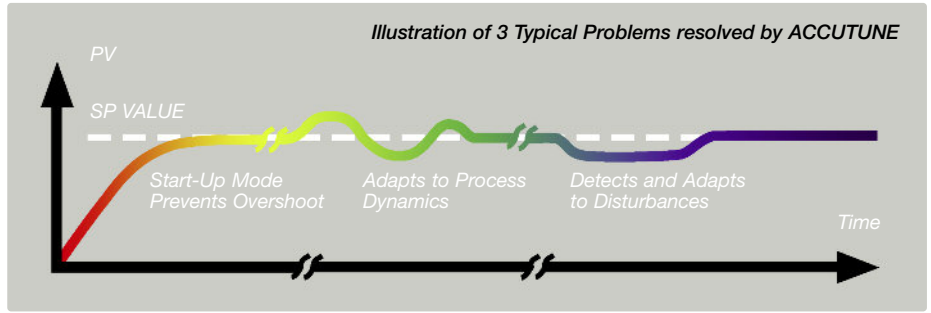 Illustration of 3 Typical Problems resolved by ACCUTUNE
PV
SP VALUE
Start-Up Mode
Prevents Overshoot
Adapts to Process
Dynamics
Detects and Adapts
to Disturbances
Time